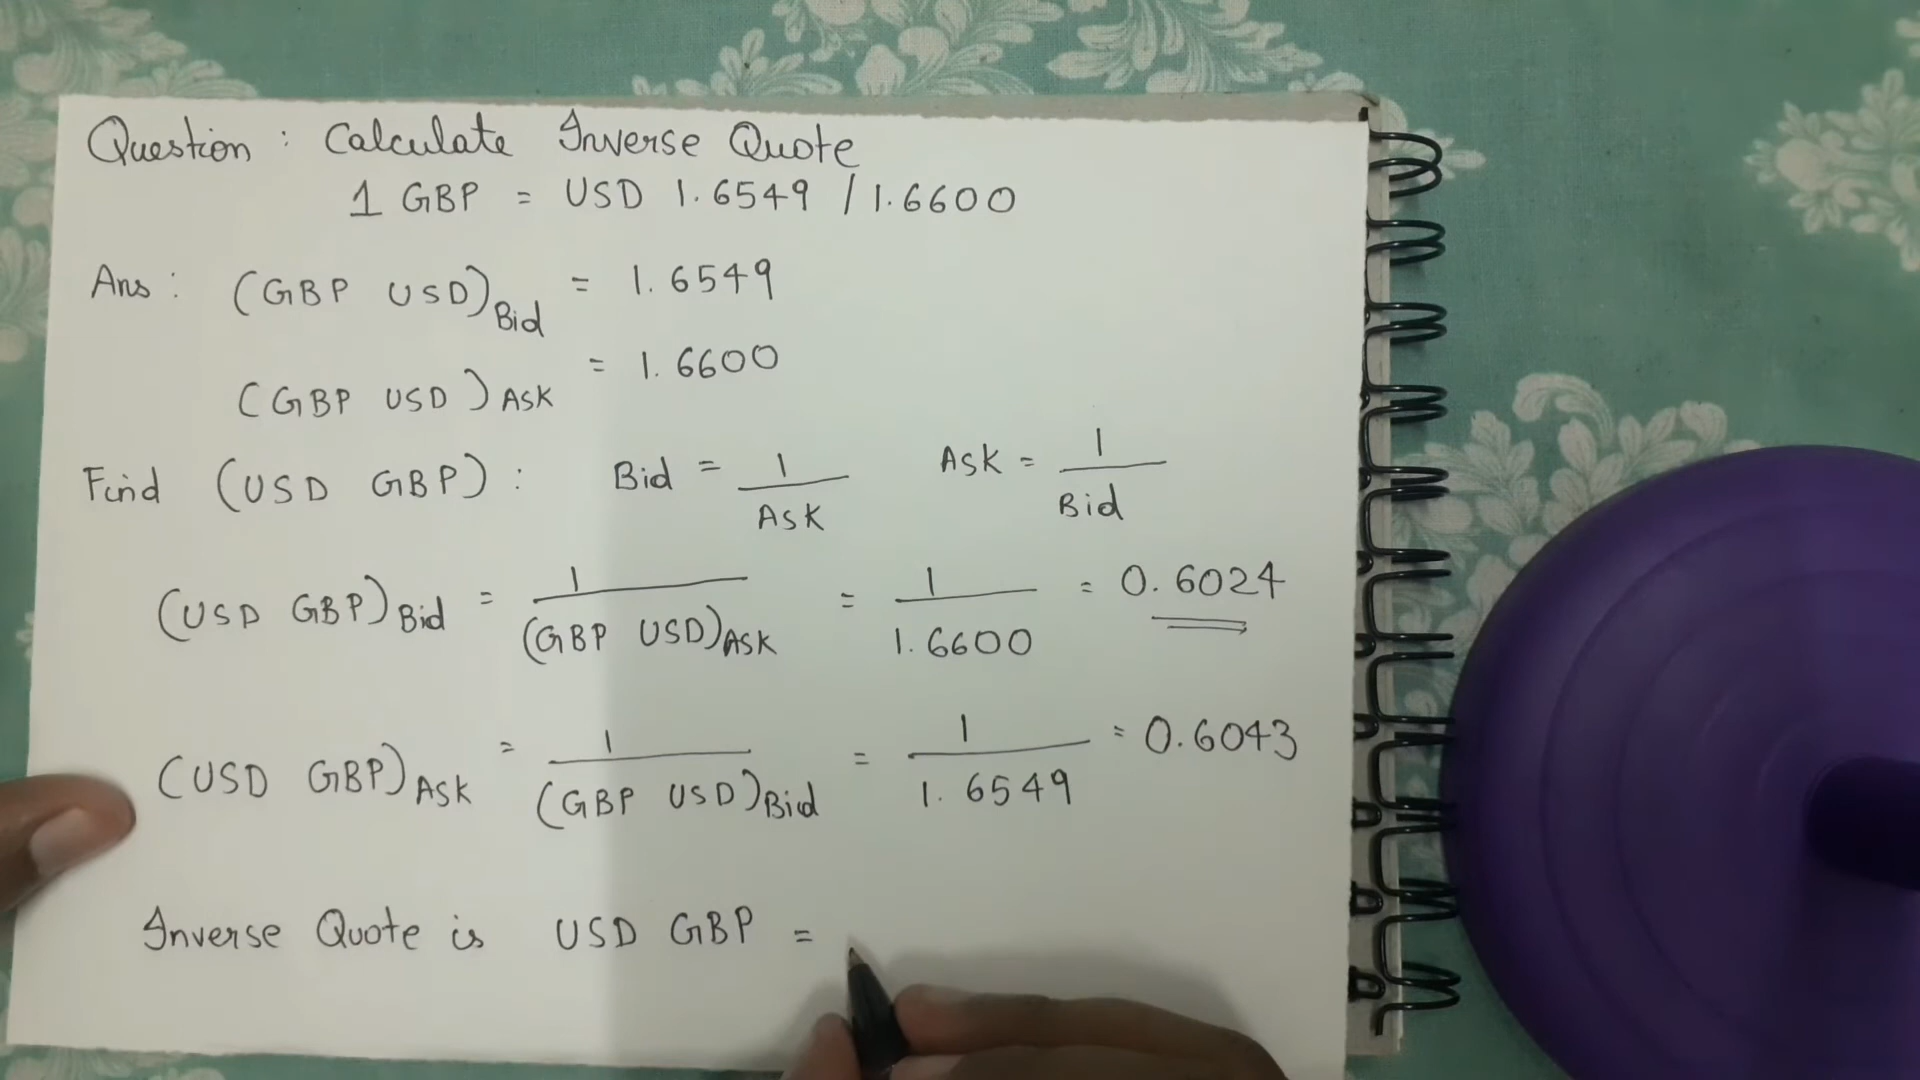 Question : Calculate Inverse Quote
1 GBP = USD 1.6549 / 1.6600
Ans : (GBP USD)Bid = 1.6549
(GBP USD)ASK = 1.6600
Find (USD GBP) : Bid = 1/ASK ASK = 1/Bid
(USD GBP)Bid = 1/(GBP USD)ASK = 1/1.6600 = 0.6024
(USD GBP)ASK = 1/(GBP USD)Bid = 1/1.6549 = 0.6043
Inverse Quote is USD GBP =